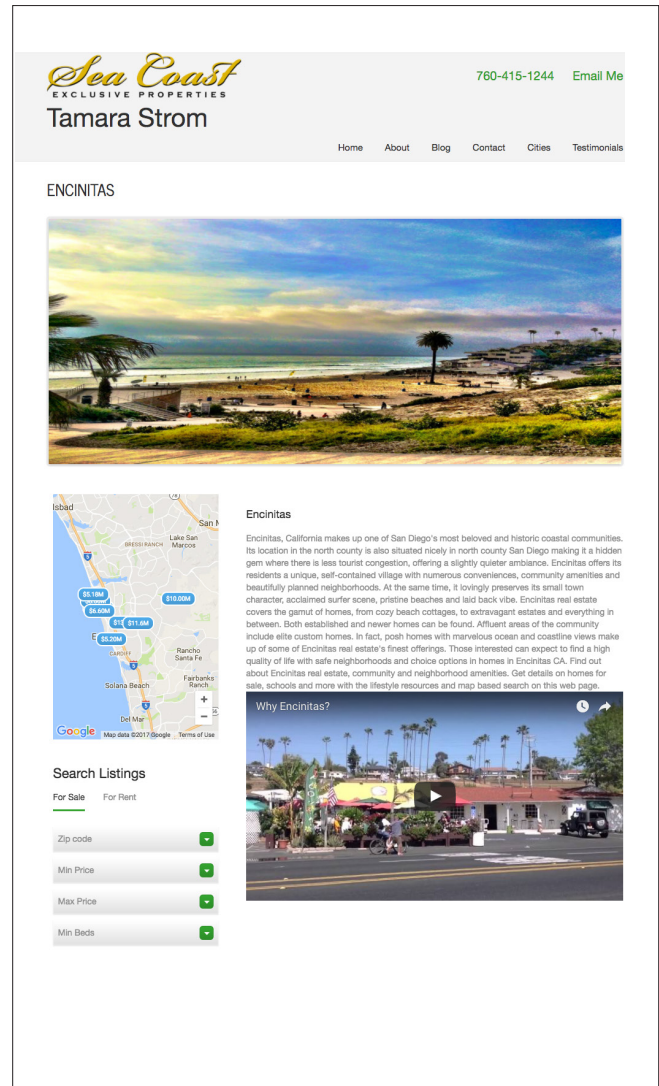 Sea Coast
EXCLUSIVE PROPERTIES
Tamara Strom
760-415-1244 Email Me
Home About Blog Contact Cities Testimonials
ENCINITAS
78
lsbad
San M
Lake San
Marcos
BRESSI RANCH
5
$5.18M
$10.00M
$6.60M
$11.6M
E
$5.20M
CARDIFF
Rancho
Santa Fe
Solana Beach
Fairbanks
Ranch
5
+
−
Del Mar
Google Map data ©2017 Google Terms of Use
Search Listings
For Sale For Rent
Zip code
Min Price
Max Price
Min Beds
Encinitas
Encinitas, California makes up one of San Diego's most beloved and historic coastal communities.
Its location in the north county is also situated nicely in north county San Diego making it a hidden
gem where there is less tourist congestion, offering a slightly quieter ambiance. Encinitas offers its
residents a unique, self-contained village with numerous conveniences, community amenities and
beautifully planned neighborhoods. At the same time, it lovingly preserves its small town
character, acclaimed surfer scene, pristine beaches and laid back vibe. Encinitas real estate
covers the gamut of homes, from cozy beach cottages, to extravagant estates and everything in
between. Both established and newer homes can be found. Affluent areas of the community
include elite custom homes. In fact, posh homes with marvelous ocean and coastline views make
up of some of Encinitas real estate's finest offerings. Those interested can expect to find a high
quality of life with safe neighborhoods and choice options in homes in Encinitas CA. Find out
about Encinitas real estate, community and neighborhood amenities. Get details on homes for
sale, schools and more with the lifestyle resources and map based search on this web page.
Why Encinitas?